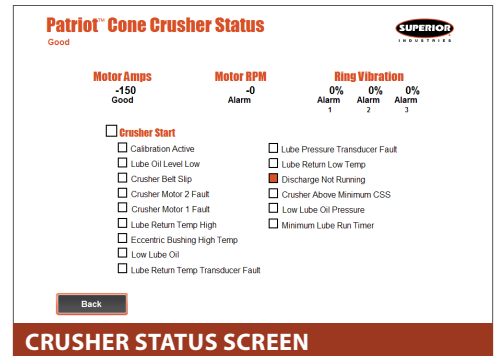 Patriot™ Cone Crusher Status
Good
SUPERIOR
INDUSTRIES
Motor Amps
-150
Good
Motor RPM
-0
Alarm
Ring Vibration
0% 0% 0%
Alarm Alarm Alarm
1 2 3
Crusher Start
Calibration Active
Lube Oil Level Low
Crusher Belt Slip
Crusher Motor 2 Fault
Crusher Motor 1 Fault
Lube Return Temp High
Eccentric Bushing High Temp
Low Lube Oil
Lube Return Temp Transducer Fault
Lube Pressure Transducer Fault
Lube Return Low Temp
Discharge Not Running
Crusher Above Minimum CSS
Low Lube Oil Pressure
Minimum Lube Run Timer
Back
CRUSHER STATUS SCREEN